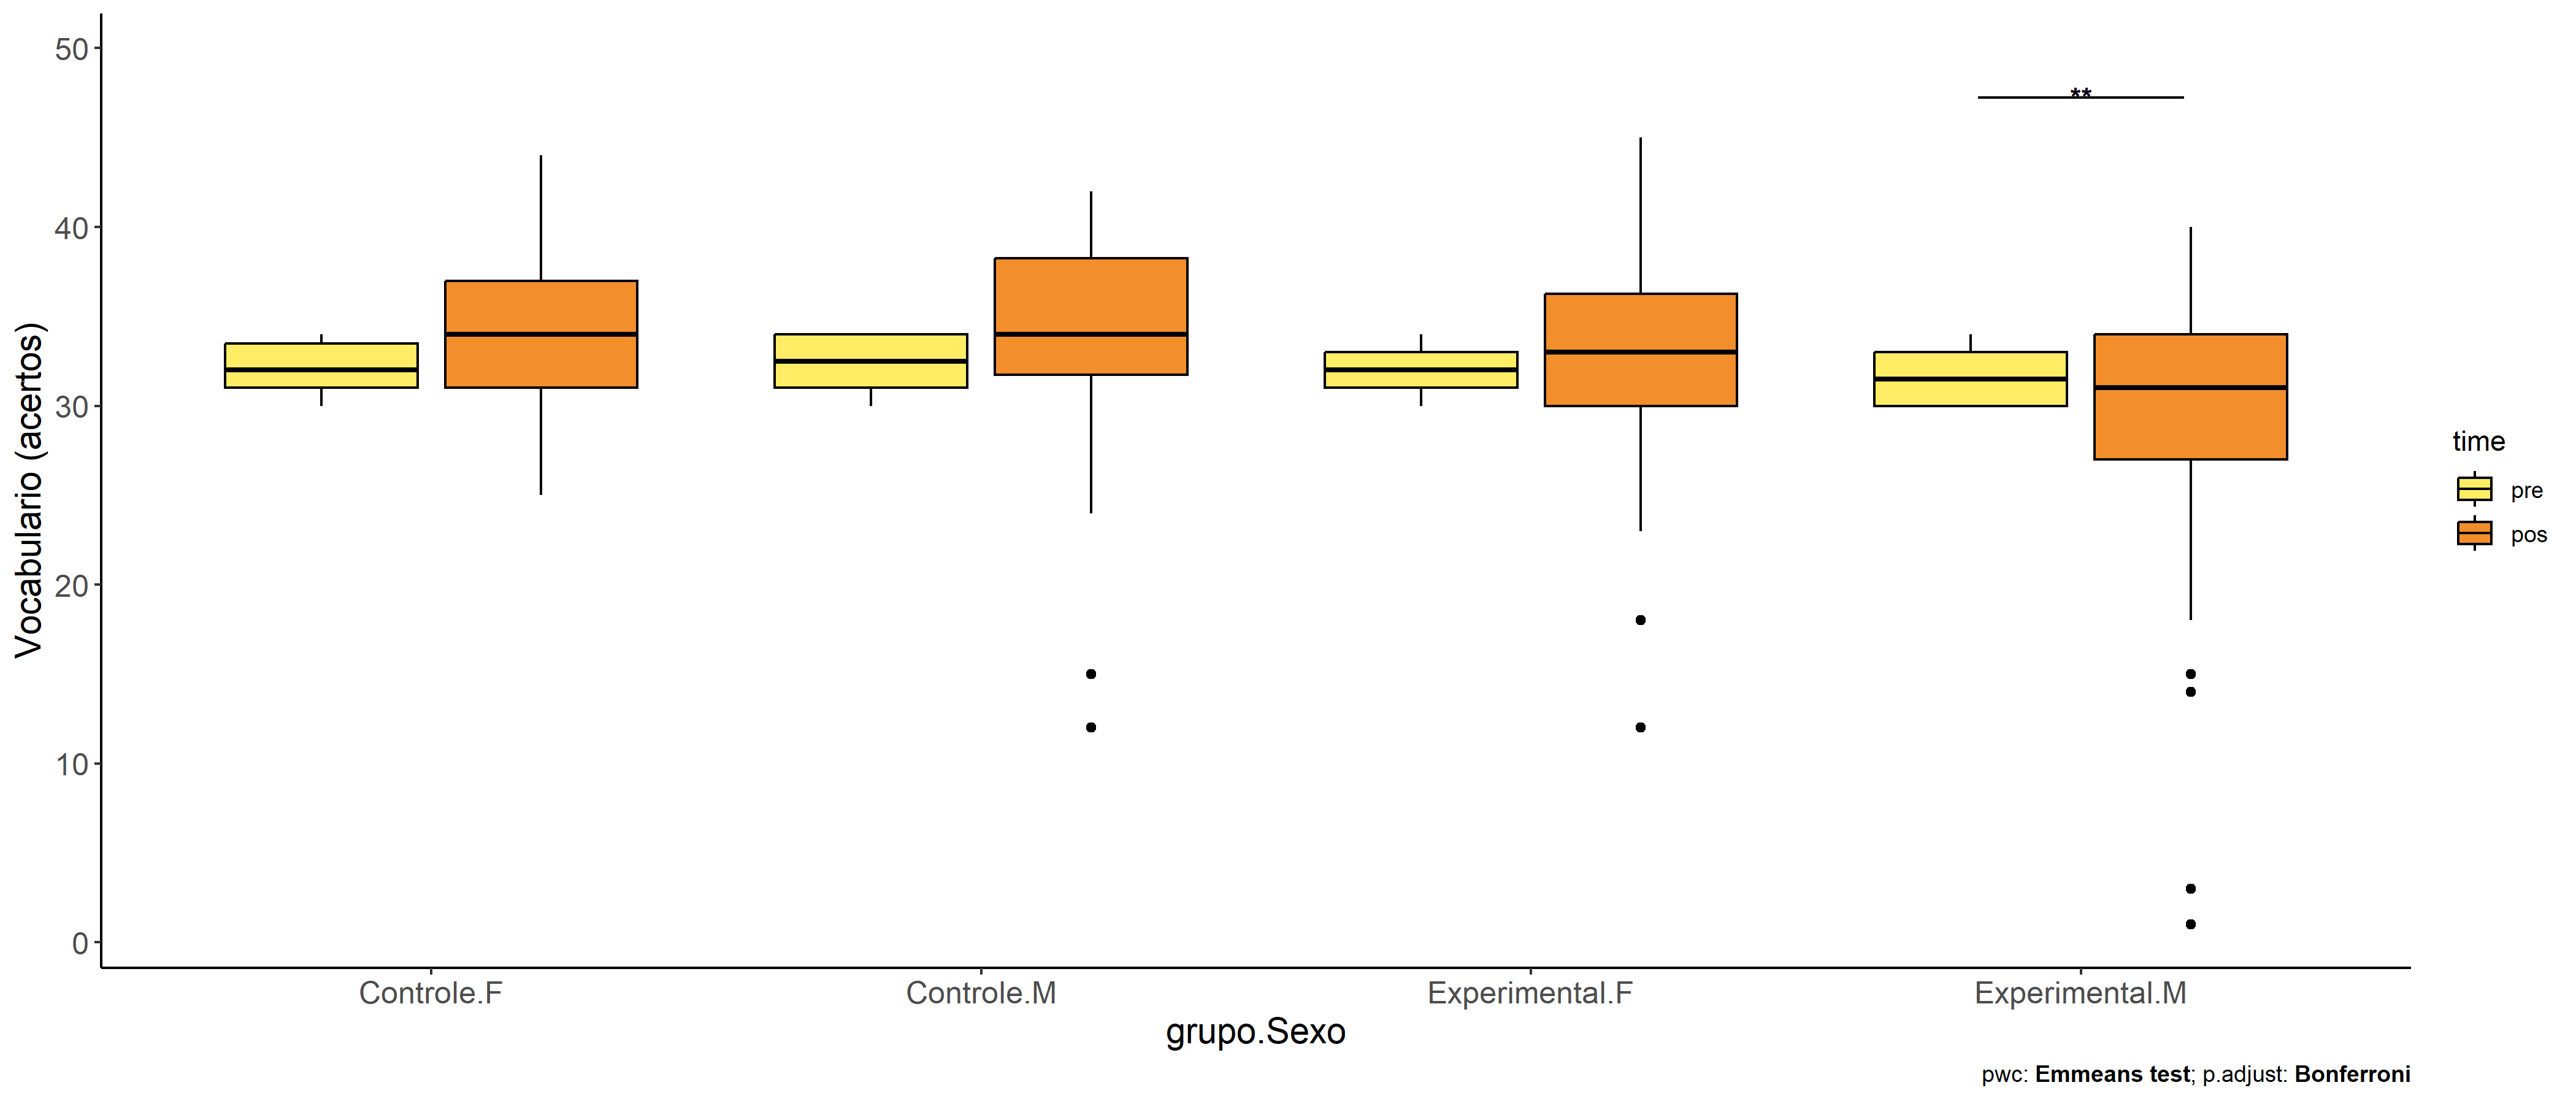 50
40
30
20
10
0
Vocabulario (acertos)
**
Controle.F
Controle.M
Experimental.F
Experimental.M
grupo.Sexo
time
pre
pos
pwc: Emmeans test; p.adjust: Bonferroni